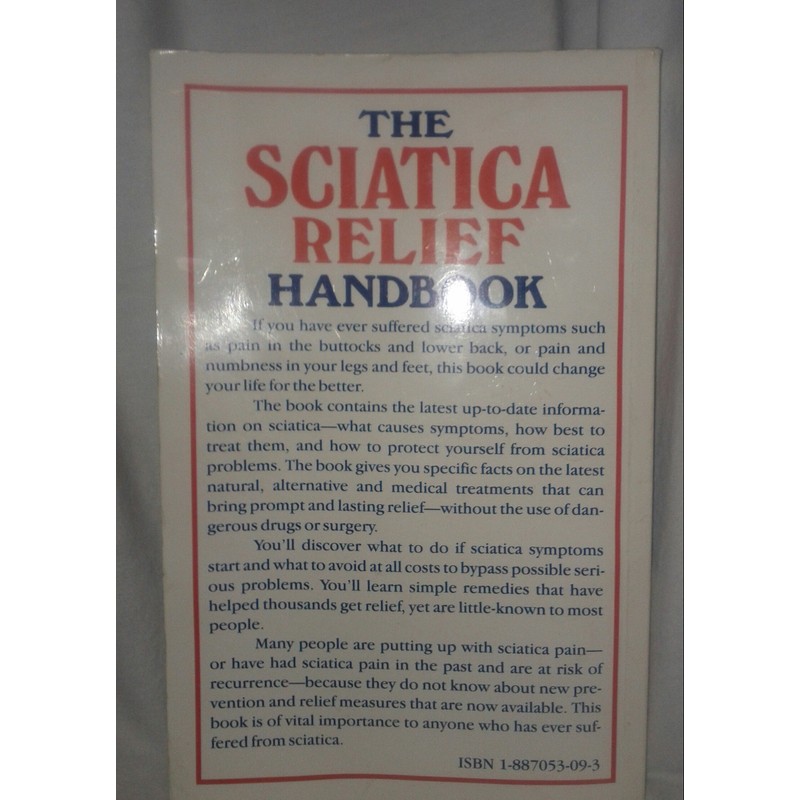 THE
SCIATICA
RELIEF
HANDBOOK
If you have ever suffered sciatica symptoms such
as pain in the buttocks and lower back, or pain and
numbness in your legs and feet, this book could change
your life for the better.
The book contains the latest up-to-date informa-
tion on sciatica—what causes symptoms, how best to
treat them, and how to protect yourself from sciatica
problems. The book gives you specific facts on the latest
natural, alternative and medical treatments that can
bring prompt and lasting relief—without the use of dan-
gerous drugs or surgery.
You'll discover what to do if sciatica symptoms
start and what to avoid at all costs to bypass possible seri-
ous problems. You'll learn simple remedies that have
helped thousands get relief, yet are little-known to most
people.
Many people are putting up with sciatica pain—
or have had sciatica pain in the past and are at risk of
recurrence—because they do not know about new pre-
vention and relief measures that are now available. This
book is of vital importance to anyone who has ever suf-
fered from sciatica.
ISBN 1-887053-09-3